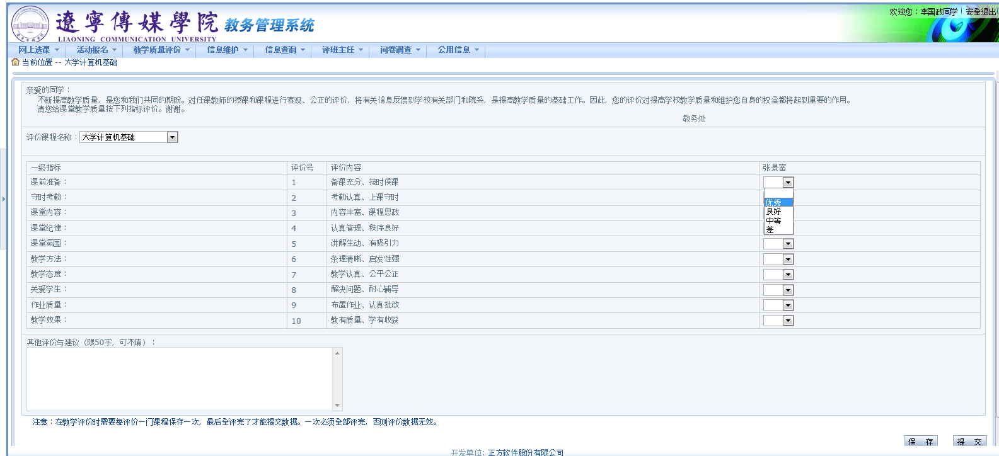 欢迎您：李国政同学 安全退出
遼寧傳媒學院 教务管理系统
LIAONING COMMUNICATION UNIVERSITY
网上选课 活动报名 教学质量评价 信息维护 信息查询 评班主任 问卷调查 公用信息
当前位置 -- 大学计算机基础
亲爱的同学：
不断提高教学质量，是您和我们共同的期盼。对任课教师的授课和课程进行客观、公正的评价，将有关信息反馈到学校有关部门和院系，是提高教学质量的基础工作。因此，您的评价对提高学校教学质量和维护您自身的权益都将起到重要的作用。
请您给课堂教学质量按下列指标评价。谢谢。
教务处
评价课程名称：大学计算机基础
一级指标 评价号 评价内容 张景富
课前准备： 1 备课充分、按时候课
守时考勤： 2 考勤认真、上课守时
优秀
课堂内容： 3 内容丰富、课程思政
良好
中等
课堂纪律： 4 认真管理、秩序良好
差
课堂氛围： 5 讲解生动、有吸引力
教学方法： 6 条理清晰、启发性强
教学态度： 7 教学认真、公平公正
关爱学生： 8 解决问题、耐心辅导
作业质量： 9 布置作业、认真批改
教学效果： 10 教有质量、学有收获
其他评价与建议（限50字，可不填）：
注意：在教学评价时需要每评价一门课程保存一次，最后全评完了才能提交数据。一次必须全部评完，否则评价数据无效。
保 存 提 交
开发单位: 正方软件股份有限公司